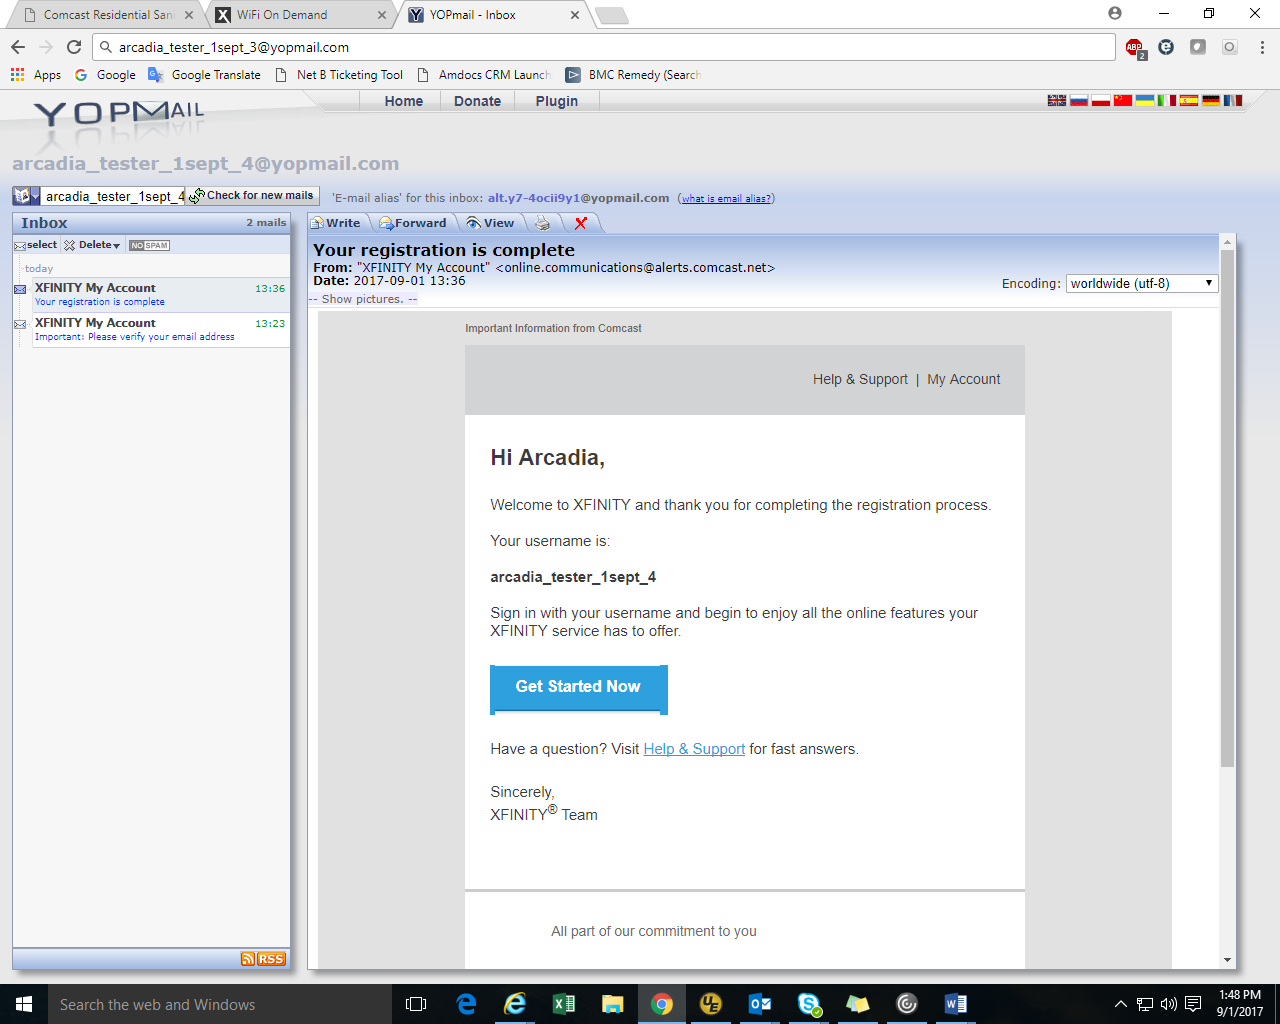 Comcast Residential San
WiFi On Demand
YOPmail - Inbox
arcadia_tester_1sept_3@yopmail.com
ABP
2
Apps
Google
Google Translate
Net B Ticketing Tool
Amdocs CRM Launch
BMC Remedy (Search
YOPMAIL
Home
Donate
Plugin
arcadia_tester_1sept_4@yopmail.com
arcadia_tester_1sept_4
Check for new mails
'E-mail alias' for this inbox: alt.y7-4ocii9y1@yopmail.com (what is email alias?)
Inbox
2 mails
select
Delete
NO SPAM
today
XFINITY My Account 13:36
Your registration is complete
XFINITY My Account 13:23
Important: Please verify your email address
RSS
Write
Forward
View
Your registration is complete
From: "XFINITY My Account" <online.communications@alerts.comcast.net>
Date: 2017-09-01 13:36
Encoding: worldwide (utf-8)
-- Show pictures. --
Important Information from Comcast
Help & Support | My Account
Hi Arcadia,
Welcome to XFINITY and thank you for completing the registration process.
Your username is:
arcadia_tester_1sept_4
Sign in with your username and begin to enjoy all the online features your
XFINITY service has to offer.
Get Started Now
Have a question? Visit Help & Support for fast answers.
Sincerely,
XFINITY® Team
All part of our commitment to you
Search the web and Windows
1:48 PM
9/1/2017